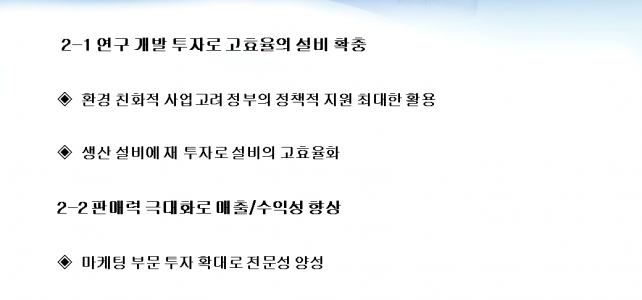 2-1 연구 개발 투자로 고효율의 설비 확충
◈ 환경 친화적 사업고려 정부의 정책적 지원 최대한 활용
◈ 생산 설비에 재 투자로 설비의 고효율화
2-2 판매력 극대화로 매출/수익성 향상
◈ 마케팅 부문 투자 확대로 전문성 양성